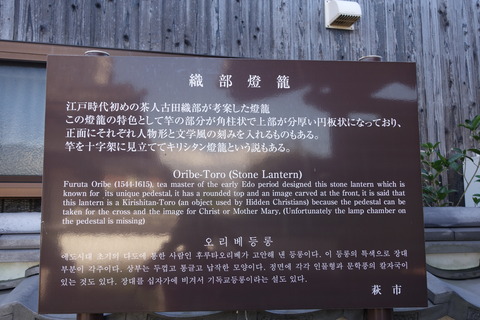 織部燈籠
江戸時代初めの茶人古田織部が考案した燈籠
この燈籠の特色として竿の部分が角柱状で上部が分厚い円板状になっており、
正面にそれぞれ人物形と文学風の刻みを入れるものもある。
竿を十字架に見立ててキリシタン燈籠という説もある。
Oribe-Toro (Stone Lantern)
Furuta Oribe (1544-1615), tea master of the early Edo period designed this stone lantern which is
known for its unique pedestal, it has a rounded top and an image carved at the front, it is said that
this lantern is a Kirishitan-Toro (an object used by Hidden Christians) because the pedestal can be
taken for the cross and the image for Christ or Mother Mary, (Unfortunately the lamp chamber on
the pedestal is missing)
오리베등롱
에도시대 초기의 다도에 통한 사람인 후루타오리베가 고안해 낸 등롱이다. 이 등롱의 특색으로 장대
부분이 각주이다. 상부는 두껍고 둥글고 납작한 모양이다. 정면에 각각 인물형과 문학풍의 칼자국이
있는 것도 있다. 장대를 십자가에 비겨서 기독교등롱이라는 설도 있다.
萩市